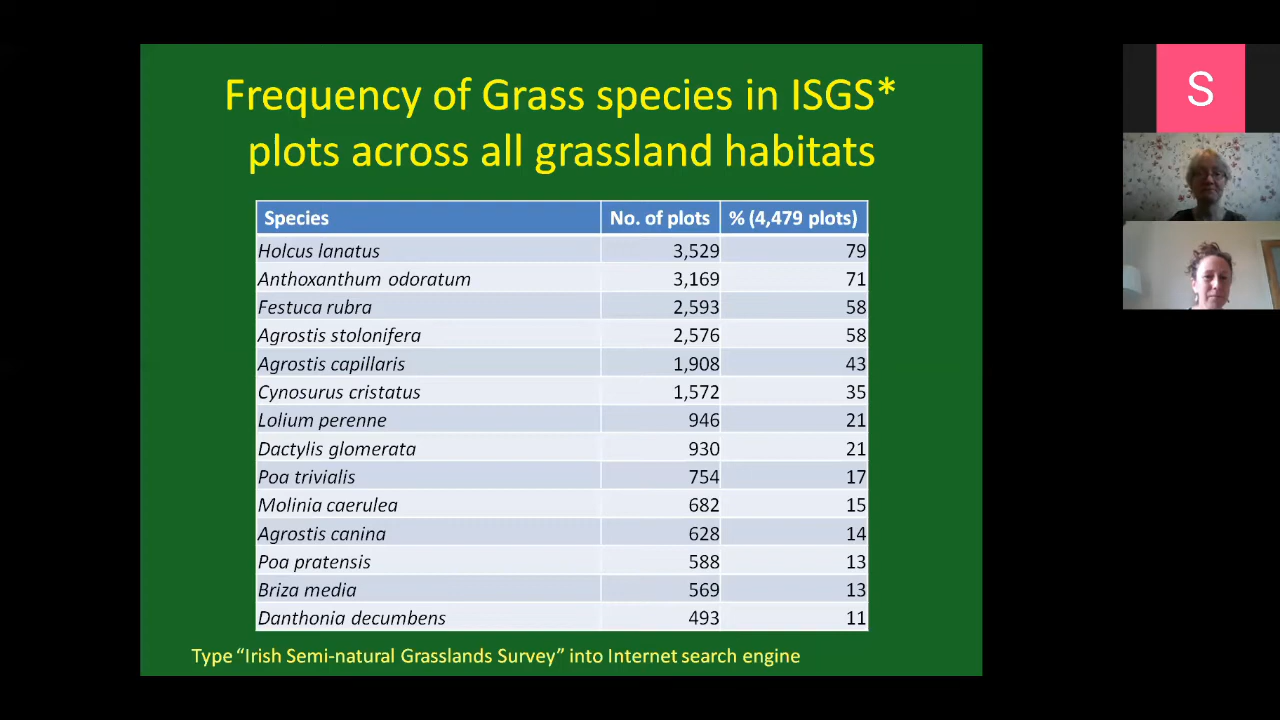 Frequency of Grass species in ISGS*
plots across all grassland habitats
Species No. of plots % (4,479 plots)
Holcus lanatus 3,529 79
Anthoxanthum odoratum 3,169 71
Festuca rubra 2,593 58
Agrostis stolonifera 2,576 58
Agrostis capillaris 1,908 43
Cynosurus cristatus 1,572 35
Lolium perenne 946 21
Dactylis glomerata 930 21
Poa trivialis 754 17
Molinia caerulea 682 15
Agrostis canina 628 14
Poa pratensis 588 13
Briza media 569 13
Danthonia decumbens 493 11
Type “Irish Semi-natural Grasslands Survey” into Internet search engine
S